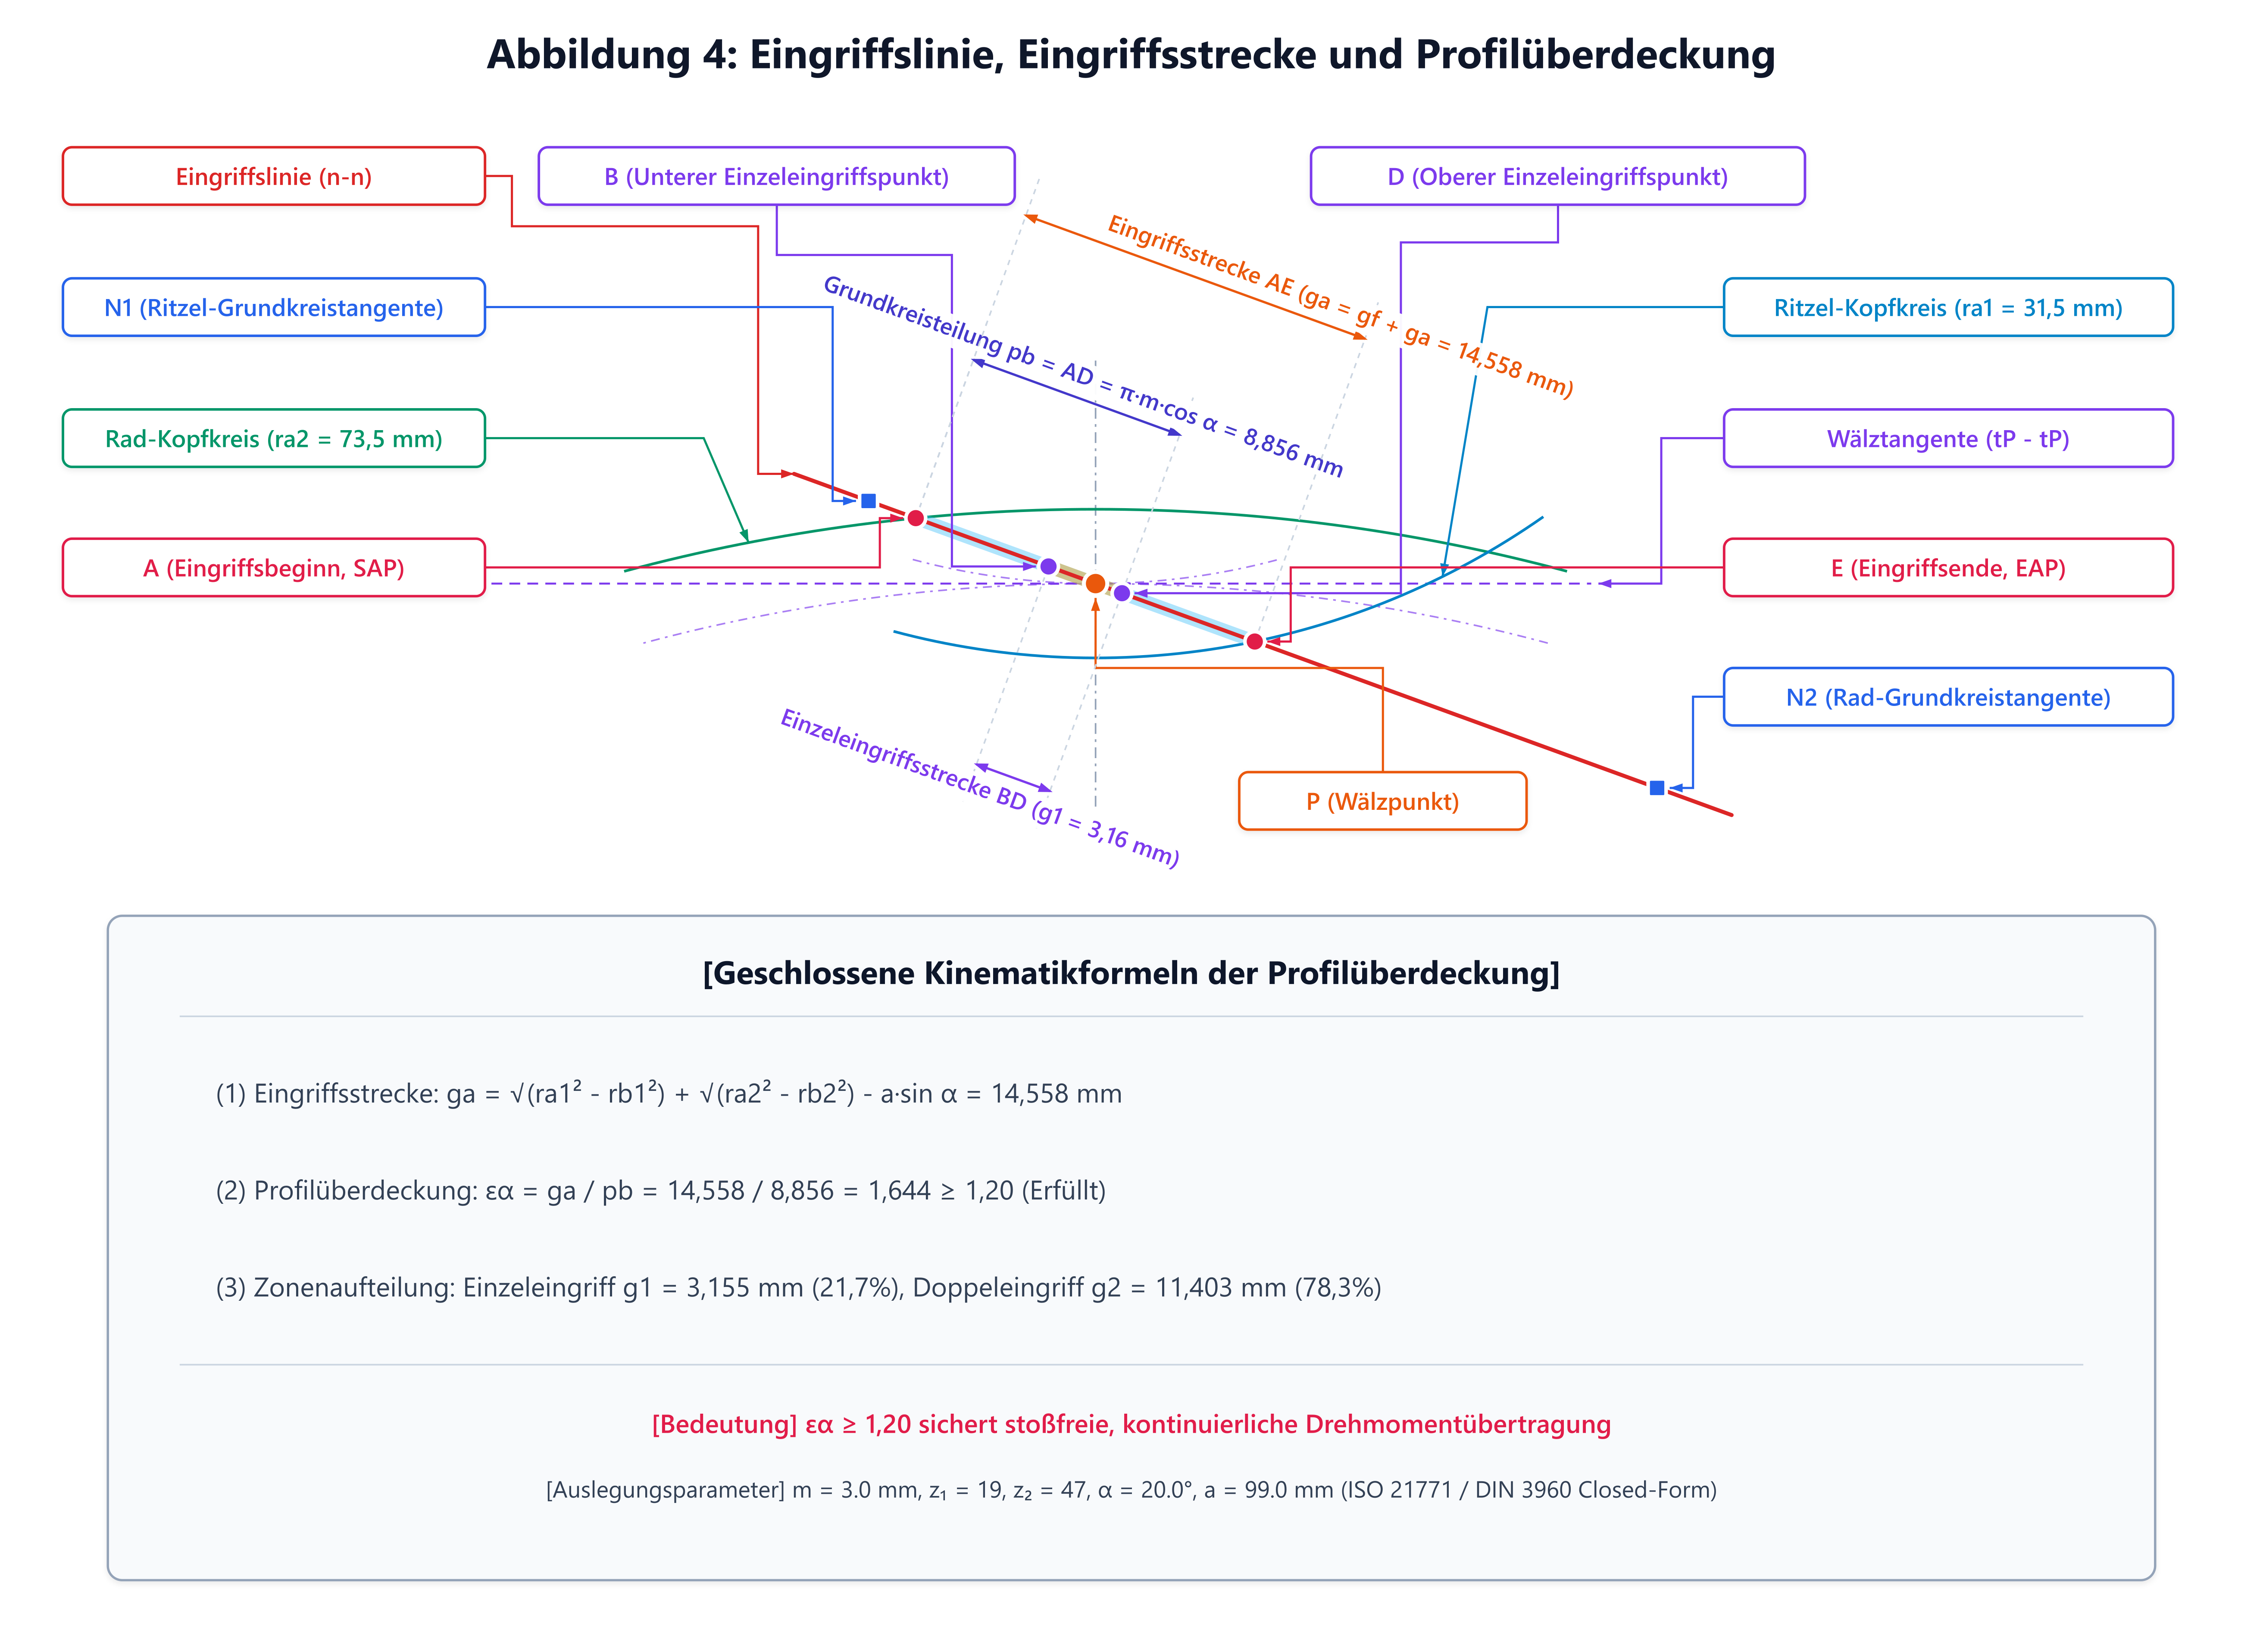 Abbildung 4: Eingriffslinie, Eingriffsstrecke und Profilüberdeckung
Eingriffslinie (n-n)
B (Unterer Einzeleingriffspunkt)
D (Oberer Einzeleingriffspunkt)
Eingriffsstrecke AE (ga = gf + ga = 14,558 mm)
N1 (Ritzel-Grundkreistangente)
Grundkreisteilung pb = AD = π·m·cos α = 8,856 mm
Ritzel-Kopfkreis (ra1 = 31,5 mm)
Rad-Kopfkreis (ra2 = 73,5 mm)
Wälztangente (tP - tP)
A (Eingriffsbeginn, SAP)
E (Eingriffsende, EAP)
N2 (Rad-Grundkreistangente)
Einzeleingriffsstrecke BD (g1 = 3,16 mm)
P (Wälzpunkt)
[Geschlossene Kinematikformeln der Profilüberdeckung]
(1) Eingriffsstrecke: ga = √(ra1² - rb1²) + √(ra2² - rb2²) - a·sin α = 14,558 mm
(2) Profilüberdeckung: εα = ga / pb = 14,558 / 8,856 = 1,644 ≥ 1,20 (Erfüllt)
(3) Zonenaufteilung: Einzeleingriff g1 = 3,155 mm (21,7%), Doppeleingriff g2 = 11,403 mm (78,3%)
[Bedeutung] εα ≥ 1,20 sichert stoßfreie, kontinuierliche Drehmomentübertragung
[Auslegungsparameter] m = 3.0 mm, z₁ = 19, z₂ = 47, α = 20.0°, a = 99.0 mm (ISO 21771 / DIN 3960 Closed-Form)